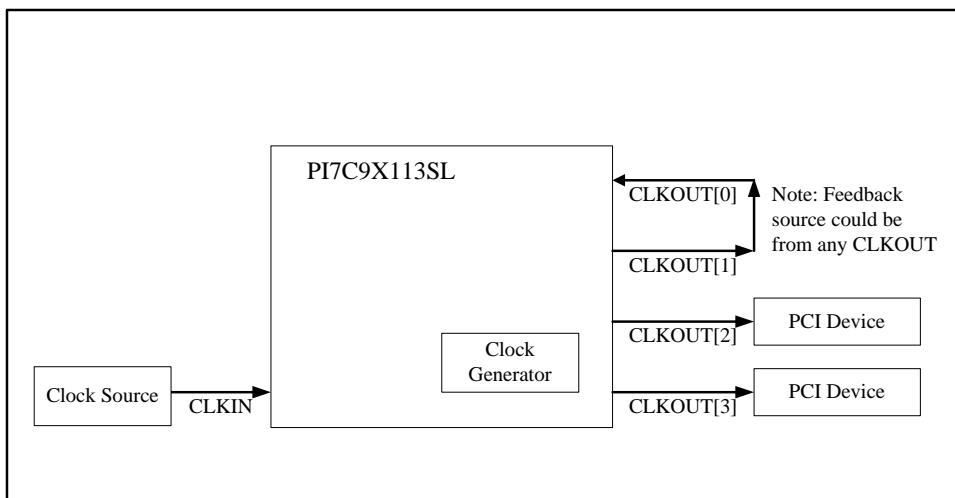 PI7C9X113SL
CLKOUT[0]
Note: Feedback
source could be
from any CLKOUT
CLKOUT[1]
CLKOUT[2]
PCI Device
Clock
Generator
Clock Source
CLKIN
CLKOUT[3]
PCI Device